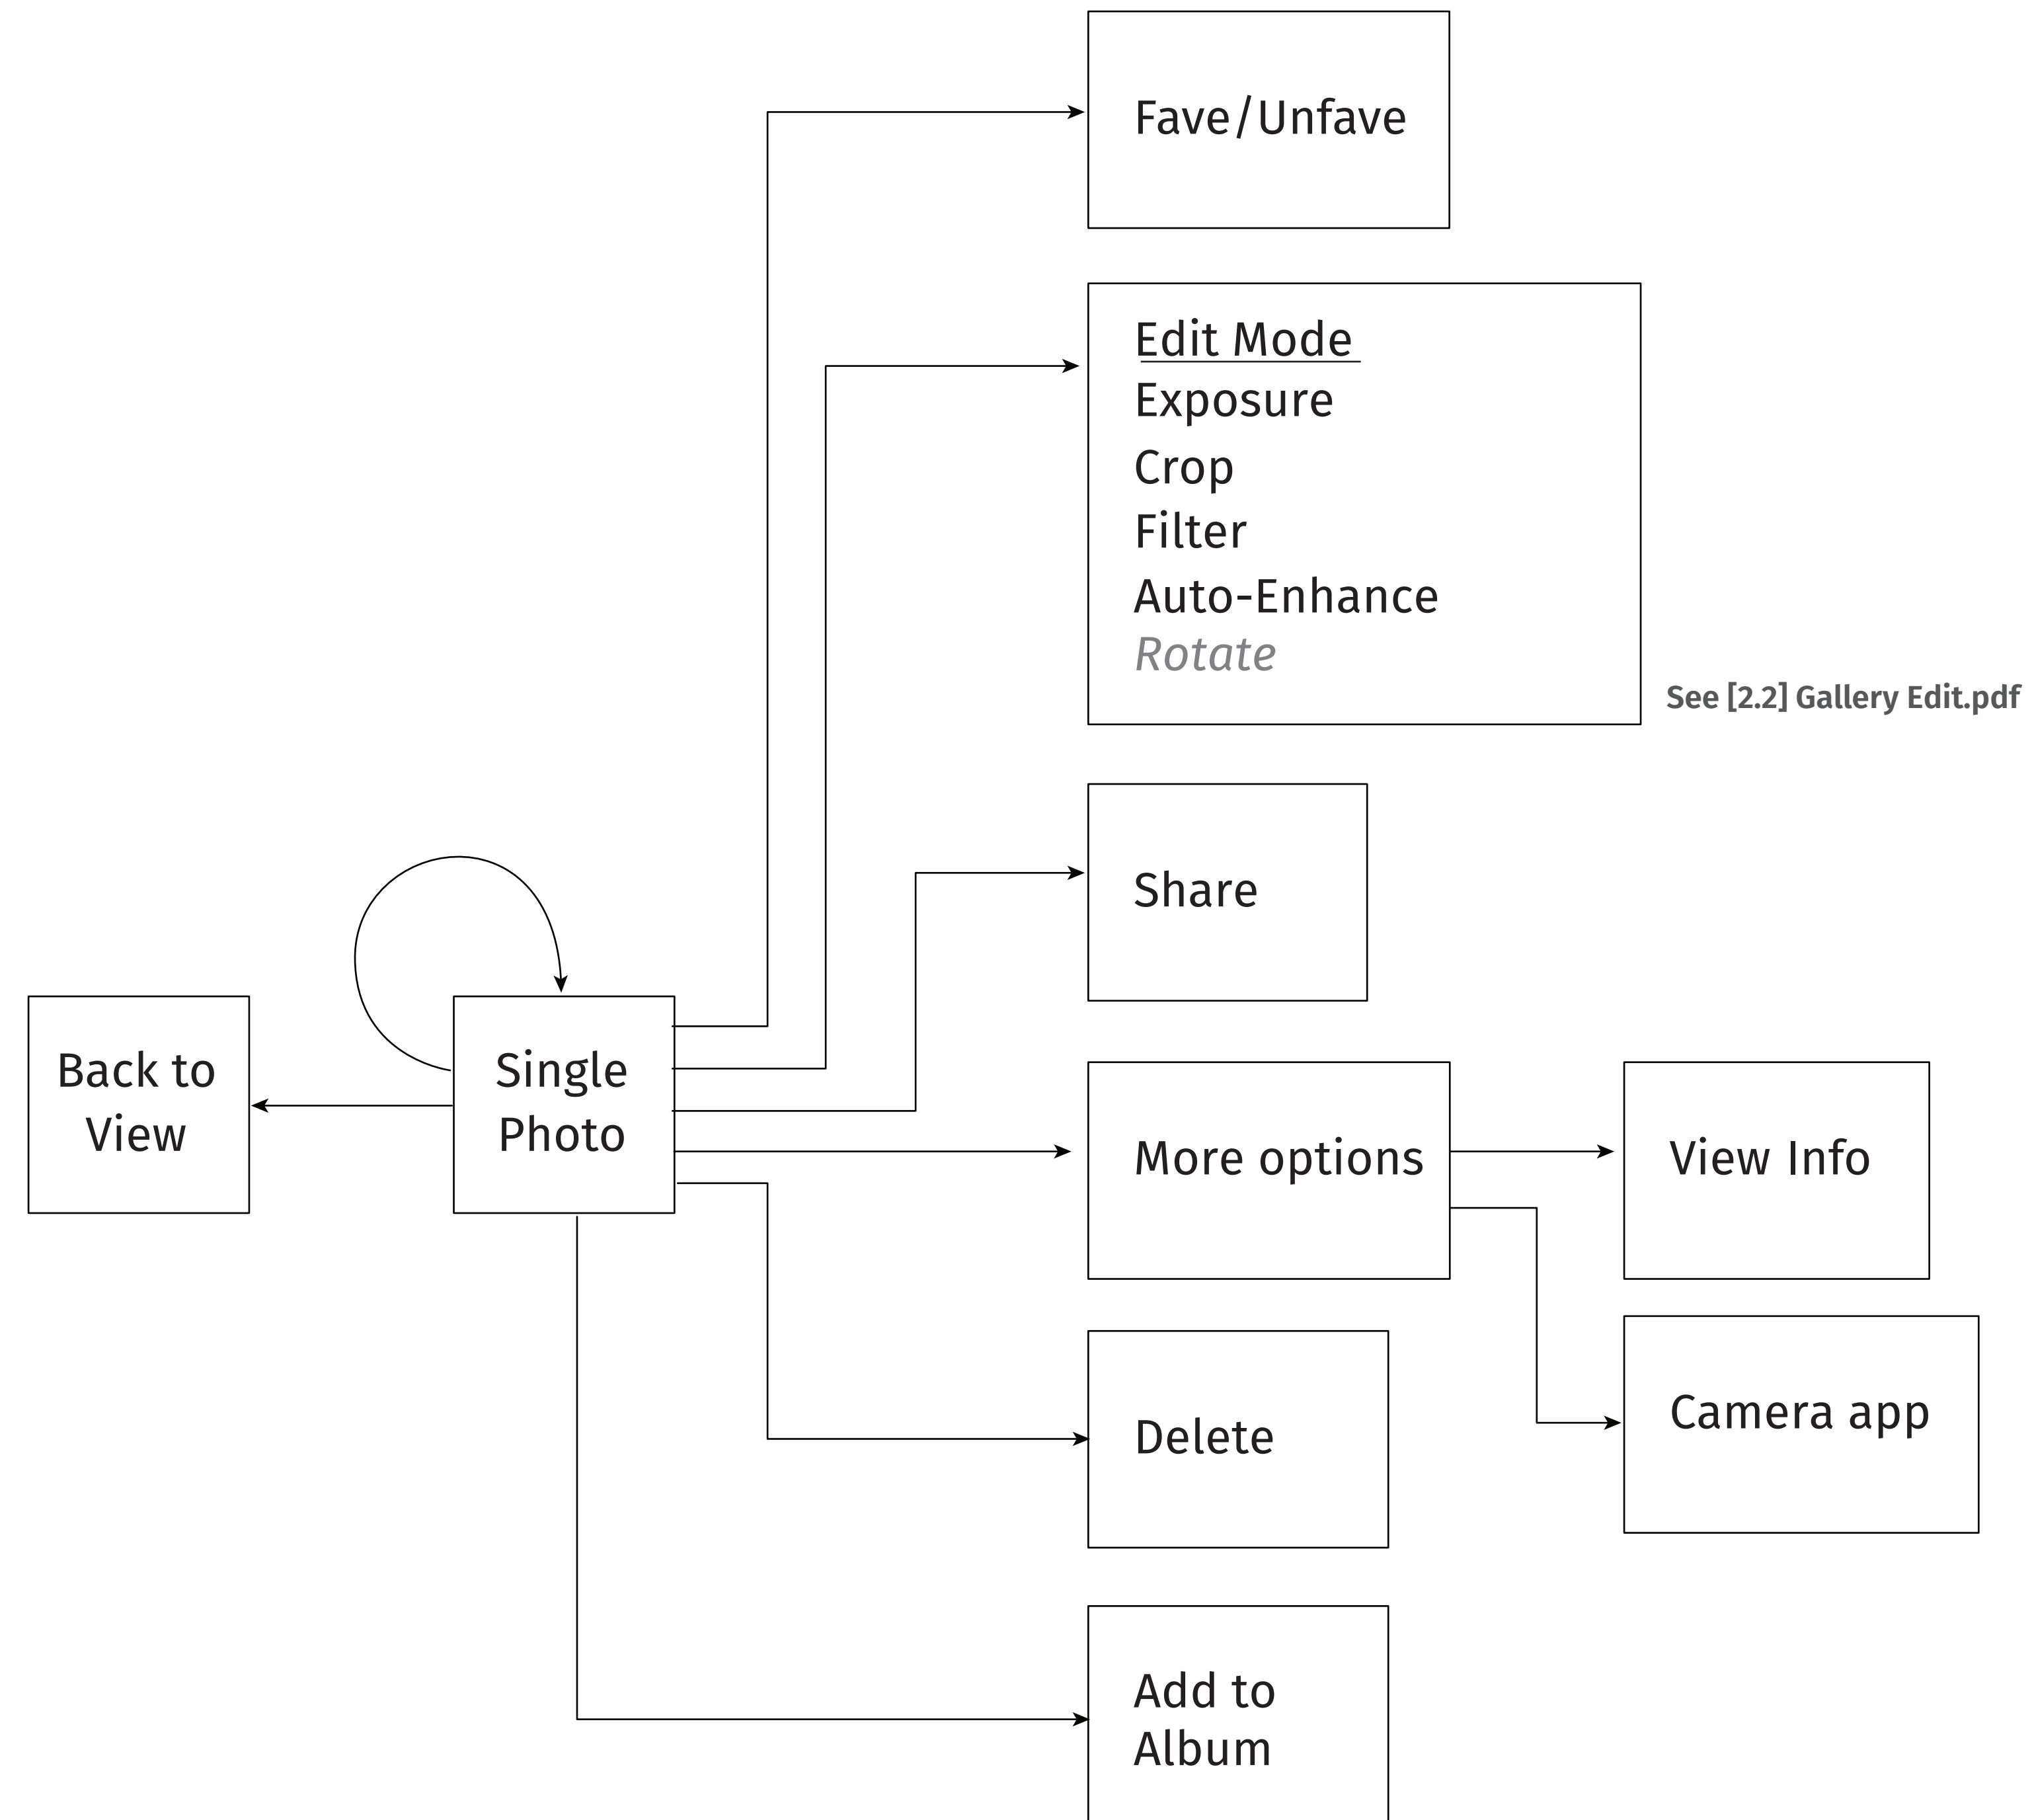 Fave/Unfave
Edit Mode
Exposure
Crop
Filter
Auto-Enhance
Rotate
See [2.2] Gallery Edit.pdf
Share
Back to
View
Single
Photo
More options
View Info
Camera app
Delete
Add to
Album